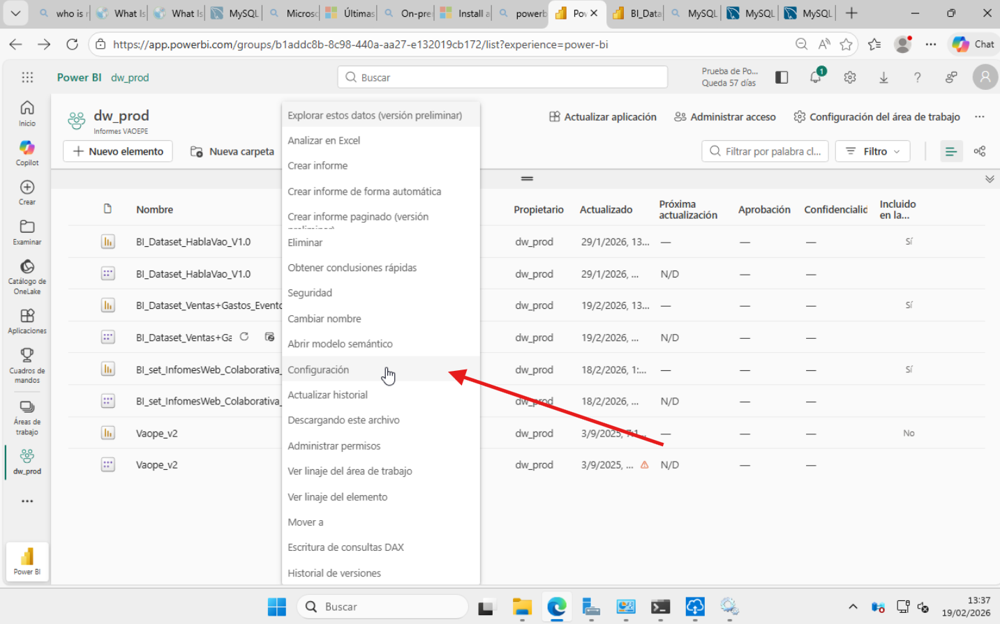 who is r
What Is
What Is
MySQL
Microso
Últimas
On-pre
Install a
powerb
Pow
BI_Data
MySQL
MySQL
MySQL
https://app.powerbi.com/groups/b1addc8b-8c98-440a-aa27-e132019cb172/list?experience=power-bi
Chat
Power BI dw_prod
Buscar
Prueba de Po...
Queda 57 días
1
?
Inicio
Copilot
Crear
Examinar
Catálogo de
OneLake
Aplicaciones
Cuadros de
mandos
Áreas de
trabajo
dw_prod
Power BI
dw_prod
Informes VAOEPE
Actualizar aplicación
Administrar acceso
Configuración del área de trabajo
Nuevo elemento
Nueva carpeta
Filtrar por palabra cl...
Filtro
Explorar estos datos (versión preliminar)
Analizar en Excel
Crear informe
Crear informe de forma automática
Crear informe paginado (versión
preliminar)
Eliminar
Obtener conclusiones rápidas
Seguridad
Cambiar nombre
Abrir modelo semántico
Configuración
Actualizar historial
Descargando este archivo
Administrar permisos
Ver linaje del área de trabajo
Ver linaje del elemento
Mover a
Escritura de consultas DAX
Historial de versiones
Nombre Propietario Actualizado Próxima actualización Aprobación Confidencialid Incluido en la...
BI_Dataset_HablaVao_V1.0 dw_prod 29/1/2026, 13... — — — Sí
BI_Dataset_HablaVao_V1.0 dw_prod 29/1/2026, ... N/D — —
BI_Dataset_Ventas+Gastos_Evento dw_prod 19/2/2026, 13... — — — Sí
BI_Dataset_Ventas+Ga dw_prod 19/2/2026, ... N/D — —
BI_set_InfomesWeb_Colaborativa_ dw_prod 18/2/2026, 1:... — — — Sí
BI_set_InfomesWeb_Colaborativa_ dw_prod 18/2/2026, ... N/D — —
Vaope_v2 dw_prod 3/9/2025, 7:1... — — — No
Vaope_v2 dw_prod 3/9/2025, ... N/D — —
Buscar
13:37
19/02/2026